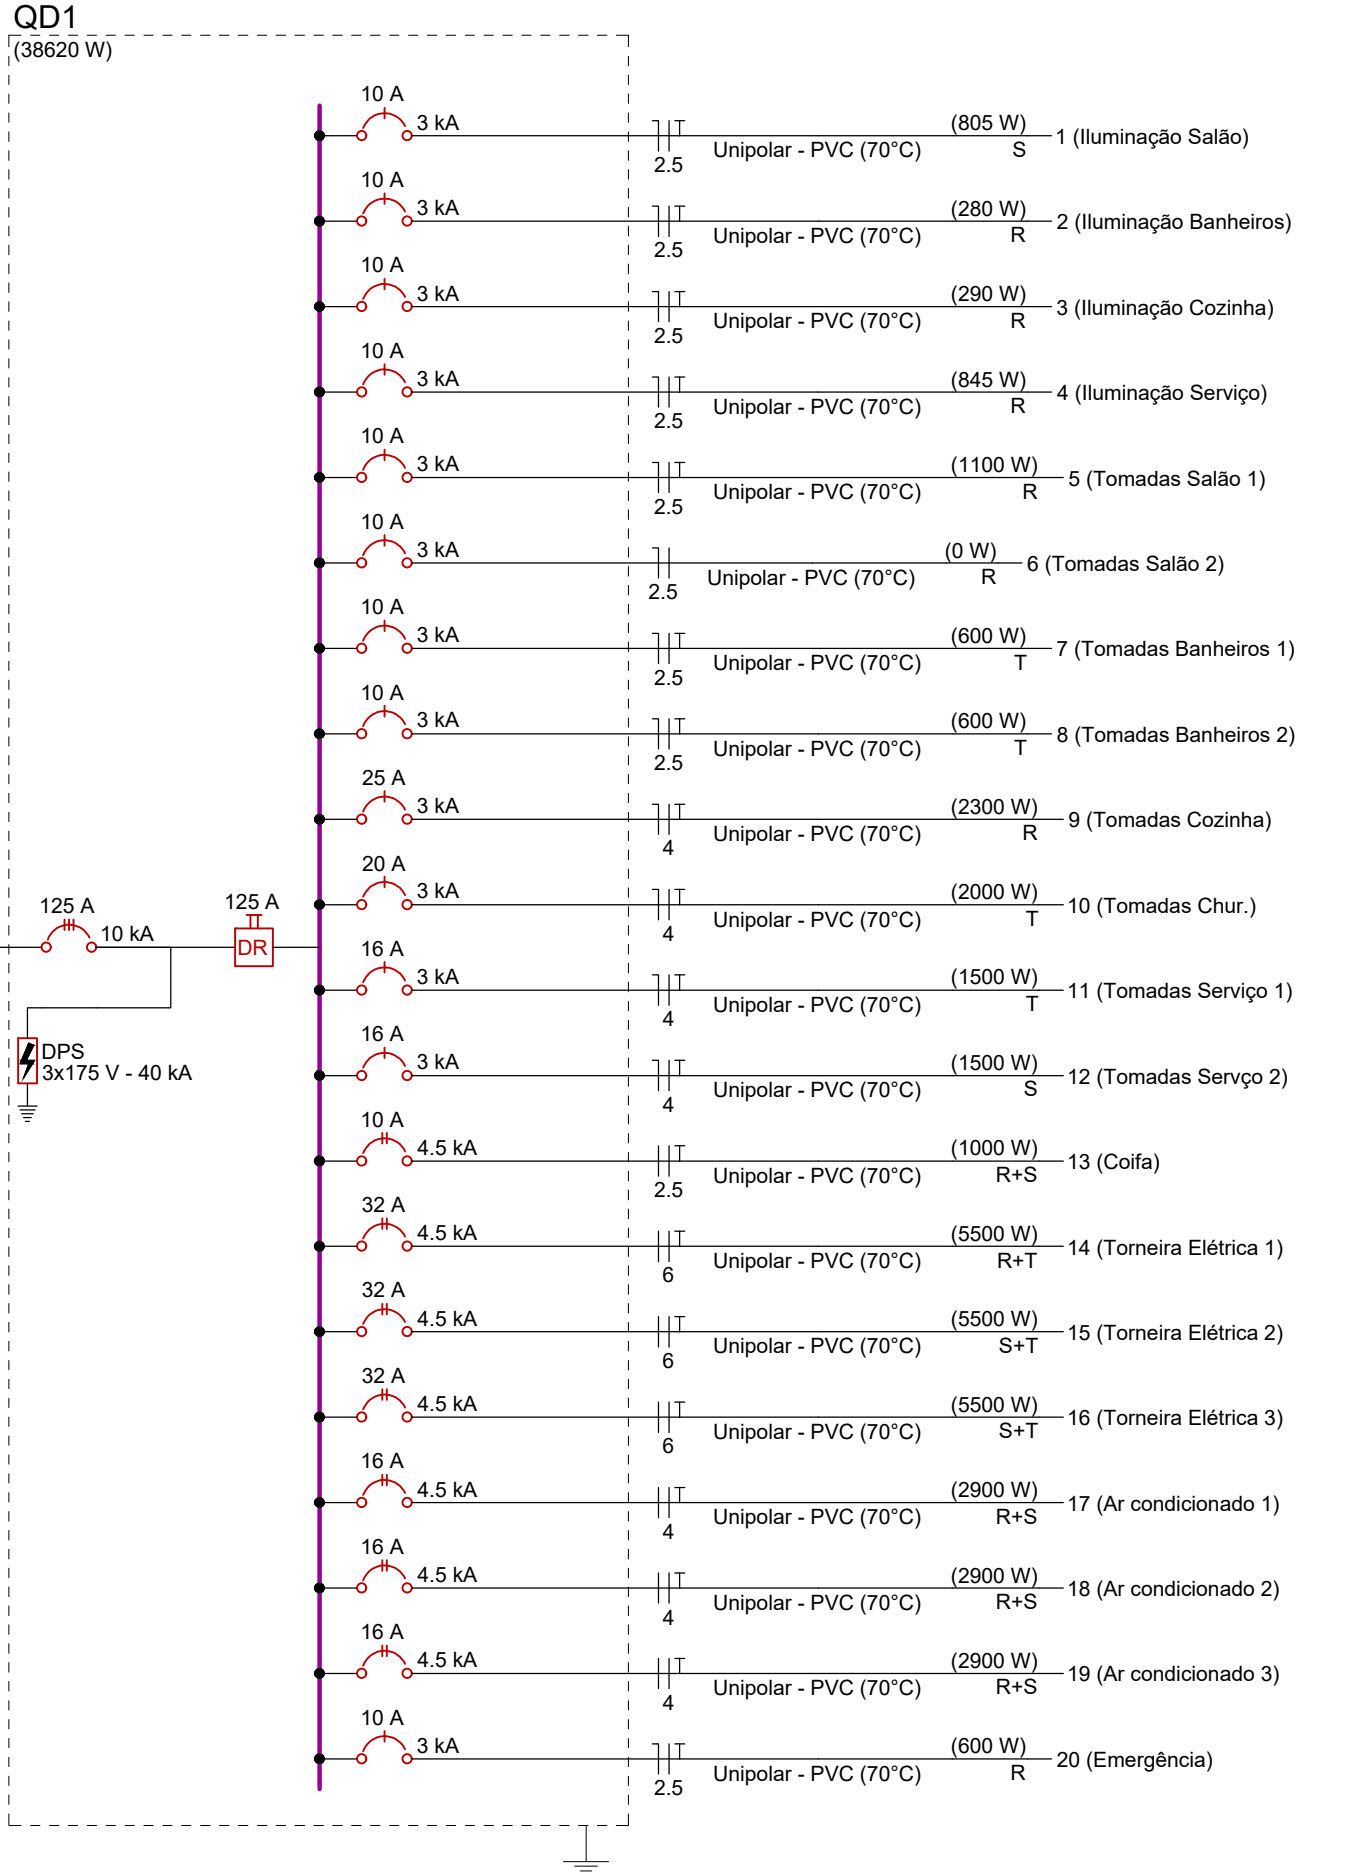 QD1
(38620 W)
10 A
3 kA
2.5
Unipolar - PVC (70°C)
(805 W)
S
1 (Iluminação Salão)
10 A
3 kA
2.5
Unipolar - PVC (70°C)
(280 W)
R
2 (Iluminação Banheiros)
10 A
3 kA
2.5
Unipolar - PVC (70°C)
(290 W)
R
3 (Iluminação Cozinha)
10 A
3 kA
2.5
Unipolar - PVC (70°C)
(845 W)
R
4 (Iluminação Serviço)
10 A
3 kA
2.5
Unipolar - PVC (70°C)
(1100 W)
R
5 (Tomadas Salão 1)
10 A
3 kA
2.5
Unipolar - PVC (70°C)
(0 W)
R
6 (Tomadas Salão 2)
10 A
3 kA
2.5
Unipolar - PVC (70°C)
(600 W)
T
7 (Tomadas Banheiros 1)
10 A
3 kA
2.5
Unipolar - PVC (70°C)
(600 W)
T
8 (Tomadas Banheiros 2)
25 A
3 kA
4
Unipolar - PVC (70°C)
(2300 W)
R
9 (Tomadas Cozinha)
20 A
3 kA
4
Unipolar - PVC (70°C)
(2000 W)
T
10 (Tomadas Chur.)
125 A
10 kA
125 A
DR
DPS
3x175 V - 40 kA
16 A
3 kA
4
Unipolar - PVC (70°C)
(1500 W)
T
11 (Tomadas Serviço 1)
16 A
3 kA
4
Unipolar - PVC (70°C)
(1500 W)
S
12 (Tomadas Servço 2)
10 A
4.5 kA
2.5
Unipolar - PVC (70°C)
(1000 W)
R+S
13 (Coifa)
32 A
4.5 kA
6
Unipolar - PVC (70°C)
(5500 W)
R+T
14 (Torneira Elétrica 1)
32 A
4.5 kA
6
Unipolar - PVC (70°C)
(5500 W)
S+T
15 (Torneira Elétrica 2)
32 A
4.5 kA
6
Unipolar - PVC (70°C)
(5500 W)
S+T
16 (Torneira Elétrica 3)
16 A
4.5 kA
4
Unipolar - PVC (70°C)
(2900 W)
R+S
17 (Ar condicionado 1)
16 A
4.5 kA
4
Unipolar - PVC (70°C)
(2900 W)
R+S
18 (Ar condicionado 2)
16 A
4.5 kA
4
Unipolar - PVC (70°C)
(2900 W)
R+S
19 (Ar condicionado 3)
10 A
3 kA
2.5
Unipolar - PVC (70°C)
(600 W)
R
20 (Emergência)